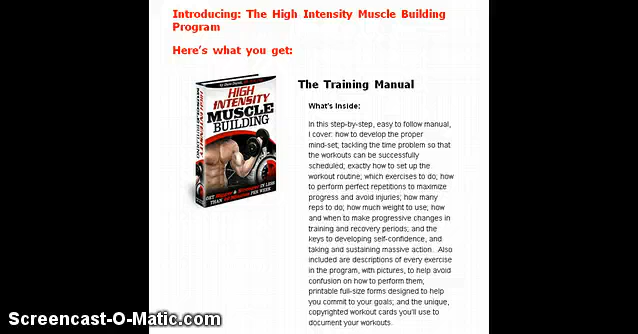 Introducing: The High Intensity Muscle Building
Program
Here's what you get:
HIGH
INTENSITY
MUSCLE
BUILDING
The Training Manual
What's Inside:
In this step-by-step, easy to follow manual,
I cover: how to develop the proper
mind-set; tackling the time problem so that
the workouts can be successfully
scheduled; exactly how to set up the
workout routine; which exercises to do; how
to perform perfect repetitions to maximize
progress and avoid injuries; how many
reps to do; how much weight to use; how
and when to make progressive changes in
training and recovery periods; and the
keys to developing self-confidence, and
taking and sustaining massive action. Also
included are descriptions of every exercise
in the program, with pictures, to help avoid
confusion on how to perform them;
printable full-size forms designed to help
you commit to your goals; and the unique,
copyrighted workout cards you'll use to
document your workouts.
Screencast-O-Matic.com